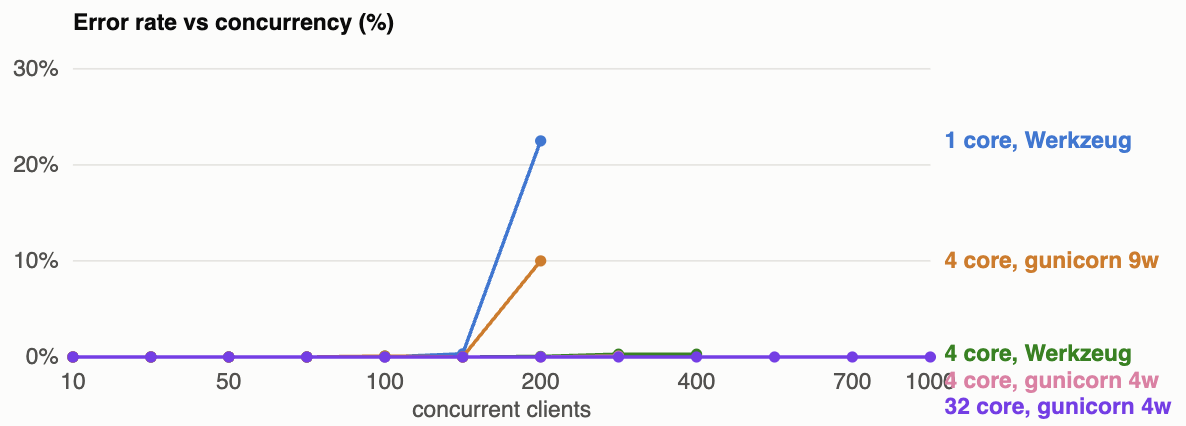 Error rate vs concurrency (%)
30%
20%
10%
0%
10 50 100 200 400 700 1000
concurrent clients
1 core, Werkzeug
4 core, gunicorn 9w
4 core, Werkzeug
4 core, gunicorn 4w
32 core, gunicorn 4w